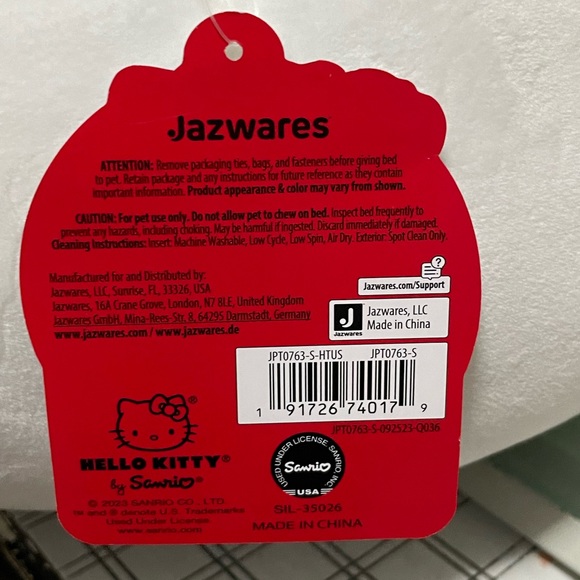 Jazwares
ATTENTION: Remove packaging ties, bags, and fasteners before giving bed
to pet. Retain package and any instructions for future reference as they contain
important information. Product appearance & color may vary from shown.
CAUTION: For pet use only. Do not allow pet to chew on bed. Inspect bed frequently to
prevent any hazards, including choking. May be harmful if ingested. Discard immediately if damaged.
Cleaning Instructions: Insert: Machine Washable, Low Cycle, Low Spin, Air Dry. Exterior: Spot Clean Only.
Manufactured for and Distributed by:
Jazwares, LLC, Sunrise, FL, 33326. USA
Jazwares, 16A Crane Grove, London, N7 8LE, United Kingdom
Jazwares GmbH, Mina-Rees-Str. 8, 64295 Darmstadt, Germany
www.jazwares.com / www.jazwares.de
?
Jazwares.com/Support
J
Jazwares
Jazwares, LLC
Made in China
JPT0763-S-HTUS JPT0763-S
1 91726 74017 9
JPT0763-S-092523-Q036
HELLO KITTY®
by Sanrio®
© 2023 SANRIO CO., LTD.
™ and ® denote U.S. Trademarks
Used Under License
www.sanrio.com
USED UNDER LICENSE, SANRIO, INC.
Sanrio
USA
SIL-35026
MADE IN CHINA